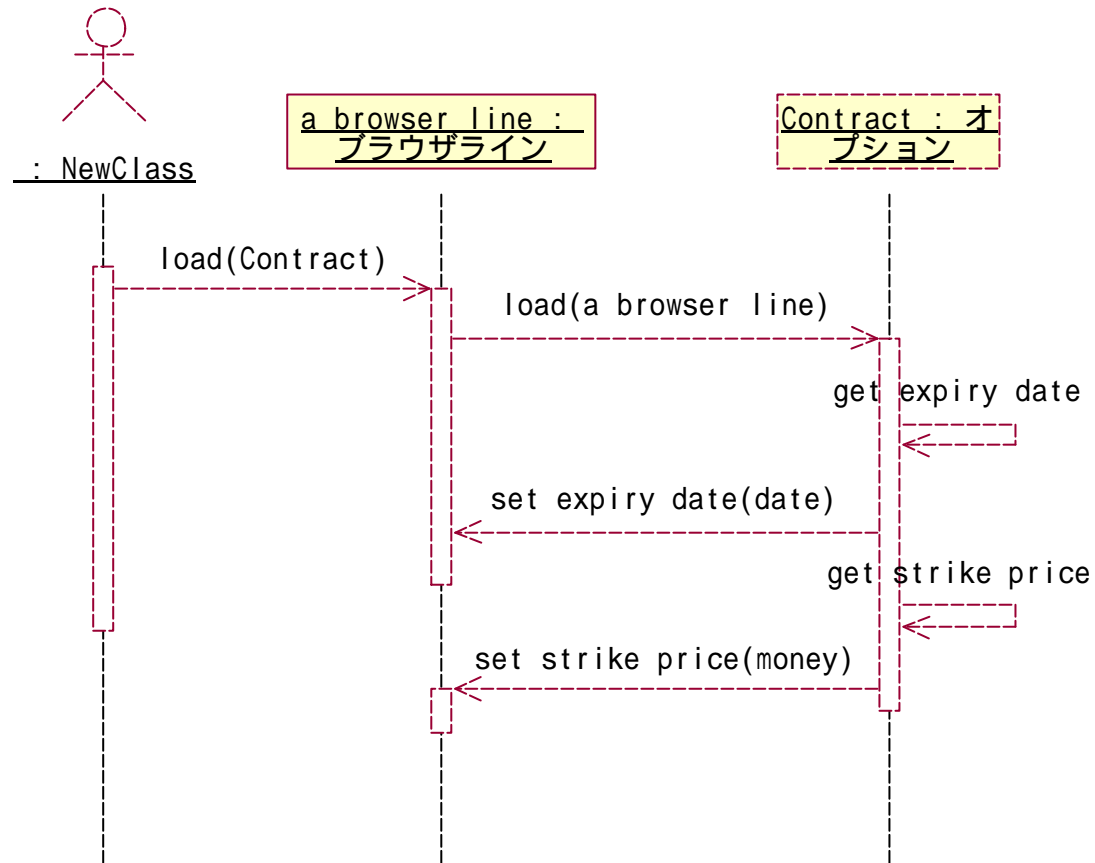 a browser line :
ブラウザライン
Contract : オ
プション
: NewClass
load(Contract)
load(a browser line)
get expiry date
set expiry date(date)
get strike price
set strike price(money)